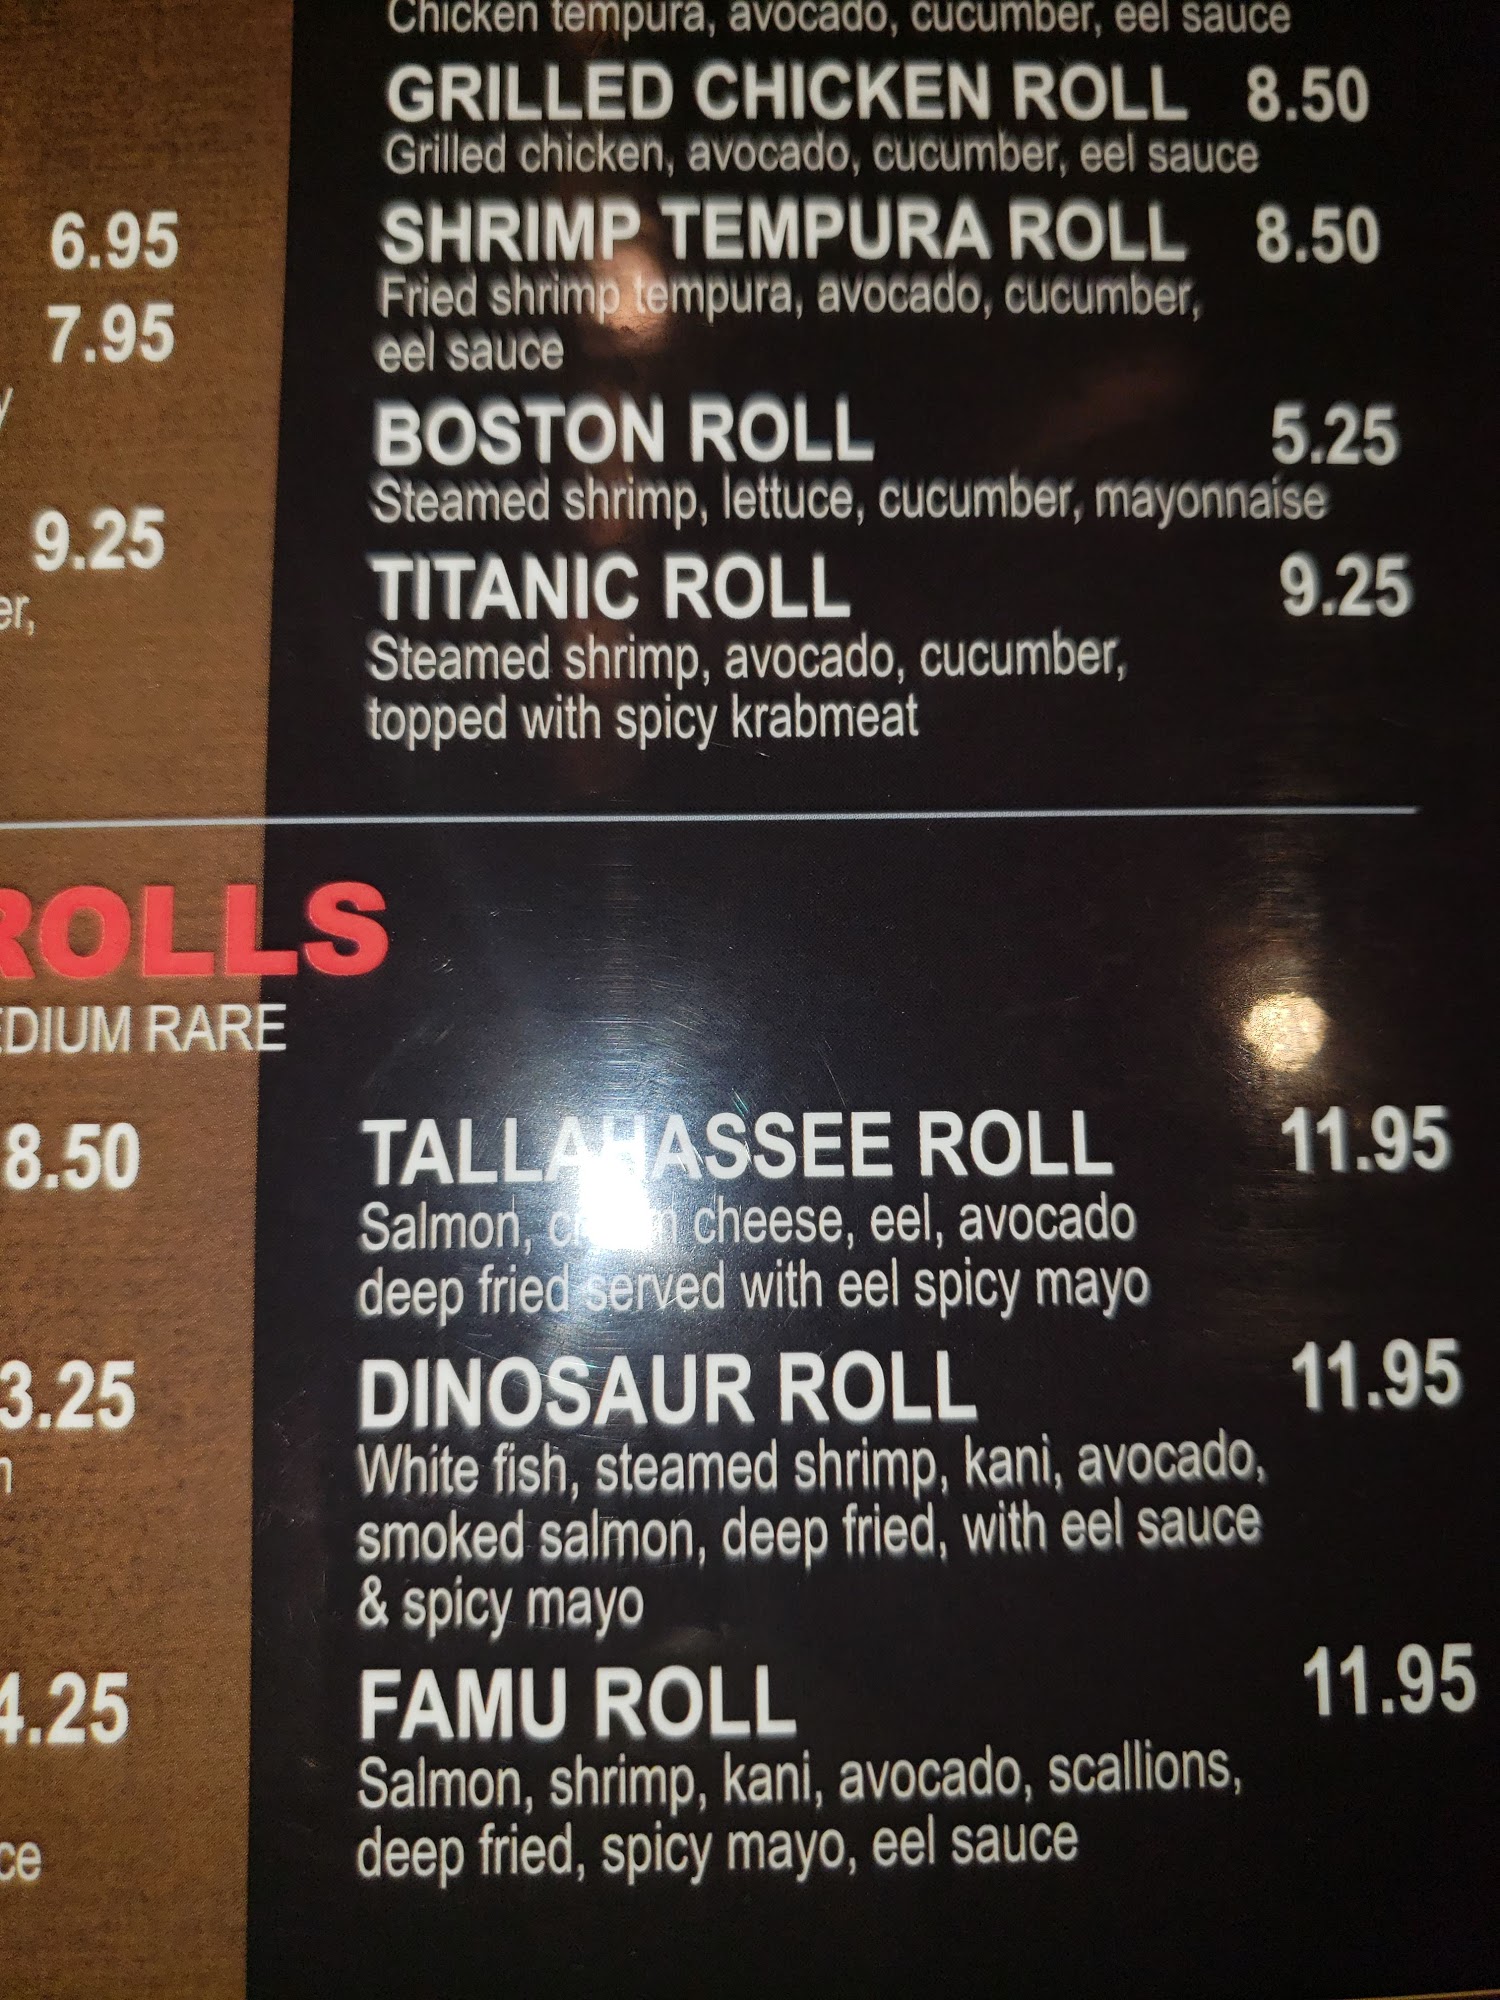 Chicken tempura, avocado, cucumber, eel sauce
GRILLED CHICKEN ROLL 8.50
Grilled chicken, avocado, cucumber, eel sauce
SHRIMP TEMPURA ROLL 8.50
Fried shrimp tempura, avocado, cucumber,
eel sauce
BOSTON ROLL 5.25
Steamed shrimp, lettuce, cucumber, mayonnaise
TITANIC ROLL 9.25
Steamed shrimp, avocado, cucumber,
topped with spicy krabmeat
6.95
7.95
y
9.25
er,
ROLLS
EDIUM RARE
8.50
3.25
n
4.25
ce
TALLAHASSEE ROLL 11.95
Salmon, cream cheese, eel, avocado
deep fried served with eel spicy mayo
DINOSAUR ROLL 11.95
White fish, steamed shrimp, kani, avocado,
smoked salmon, deep fried, with eel sauce
& spicy mayo
FAMU ROLL 11.95
Salmon, shrimp, kani, avocado, scallions,
deep fried, spicy mayo, eel sauce